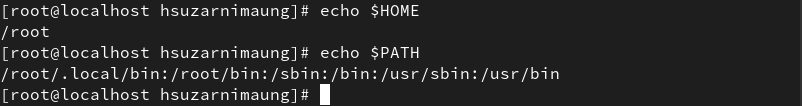 [root@localhost hsuzarnimaung]# echo $HOME
/root
[root@localhost hsuzarnimaung]# echo $PATH
/root/.local/bin:/root/bin:/sbin:/bin:/usr/sbin:/usr/bin
[root@localhost hsuzarnimaung]#